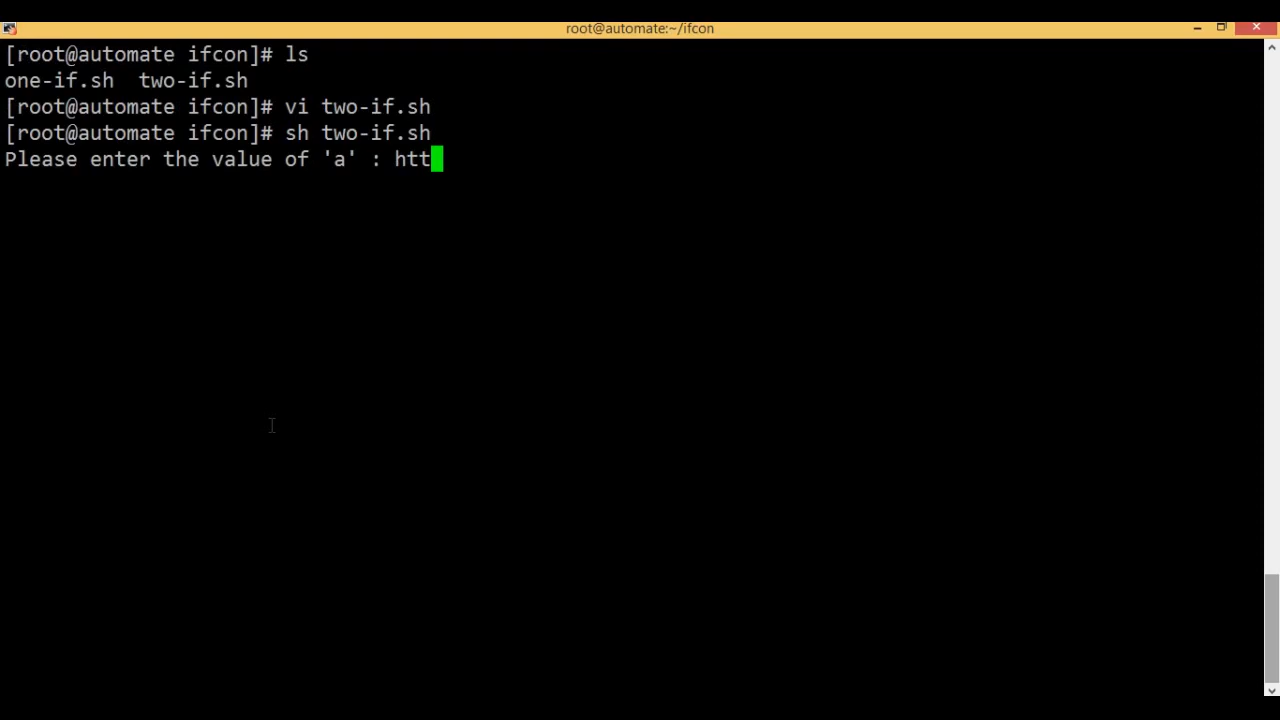 root@automate:~/ifcon
[root@automate ifcon]# ls
one-if.sh  two-if.sh
[root@automate ifcon]# vi two-if.sh
[root@automate ifcon]# sh two-if.sh
Please enter the value of 'a' : htt